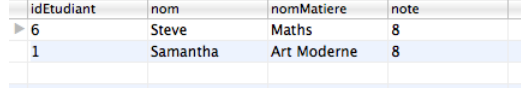 idEtudiant nom nomMatiere note
6 Steve Maths 8
1 Samantha Art Moderne 8